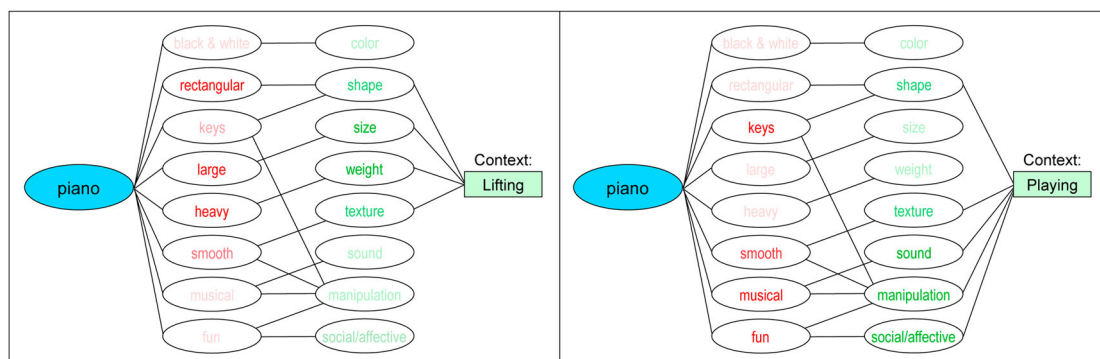 black & white
color
rectangular
shape
keys
size
large
weight
piano
heavy
texture
smooth
sound
musical
manipulation
fun
social/affective
Context:
Lifting
black & white
color
rectangular
shape
keys
size
large
weight
piano
heavy
texture
smooth
sound
musical
manipulation
fun
social/affective
Context:
Playing